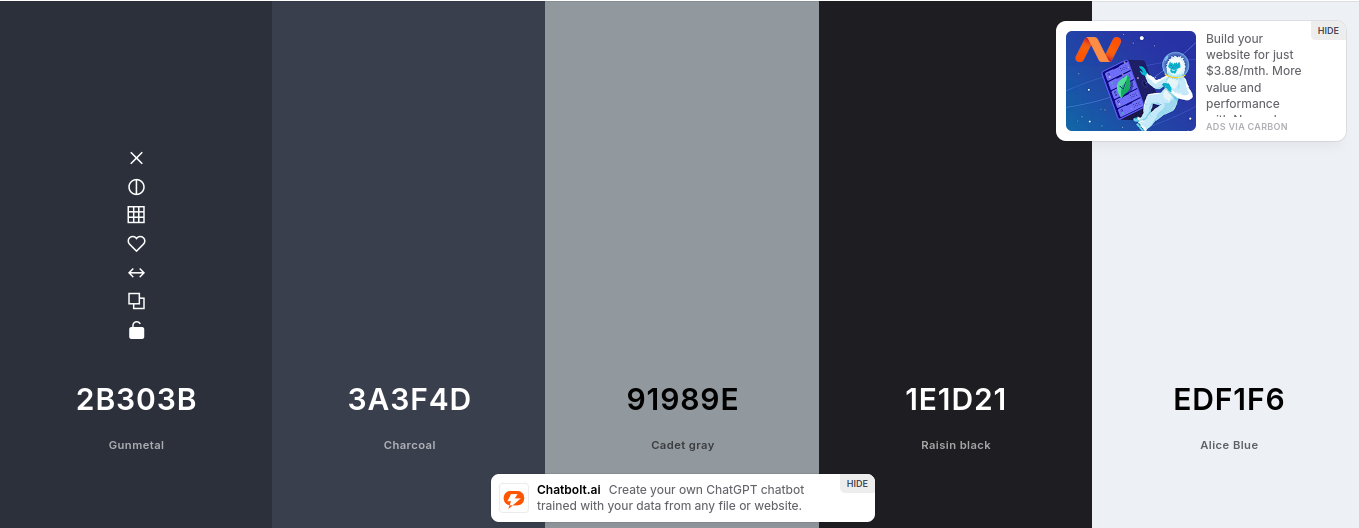 HIDE
Build your
website for just
$3.88/mth. More
value and
performance
ADS VIA CARBON
2B303B
3A3F4D
91989E
1E1D21
EDF1F6
Gunmetal
Charcoal
Cadet gray
Raisin black
Alice Blue
Chatbolt.ai Create your own ChatGPT chatbot
trained with your data from any file or website.
HIDE